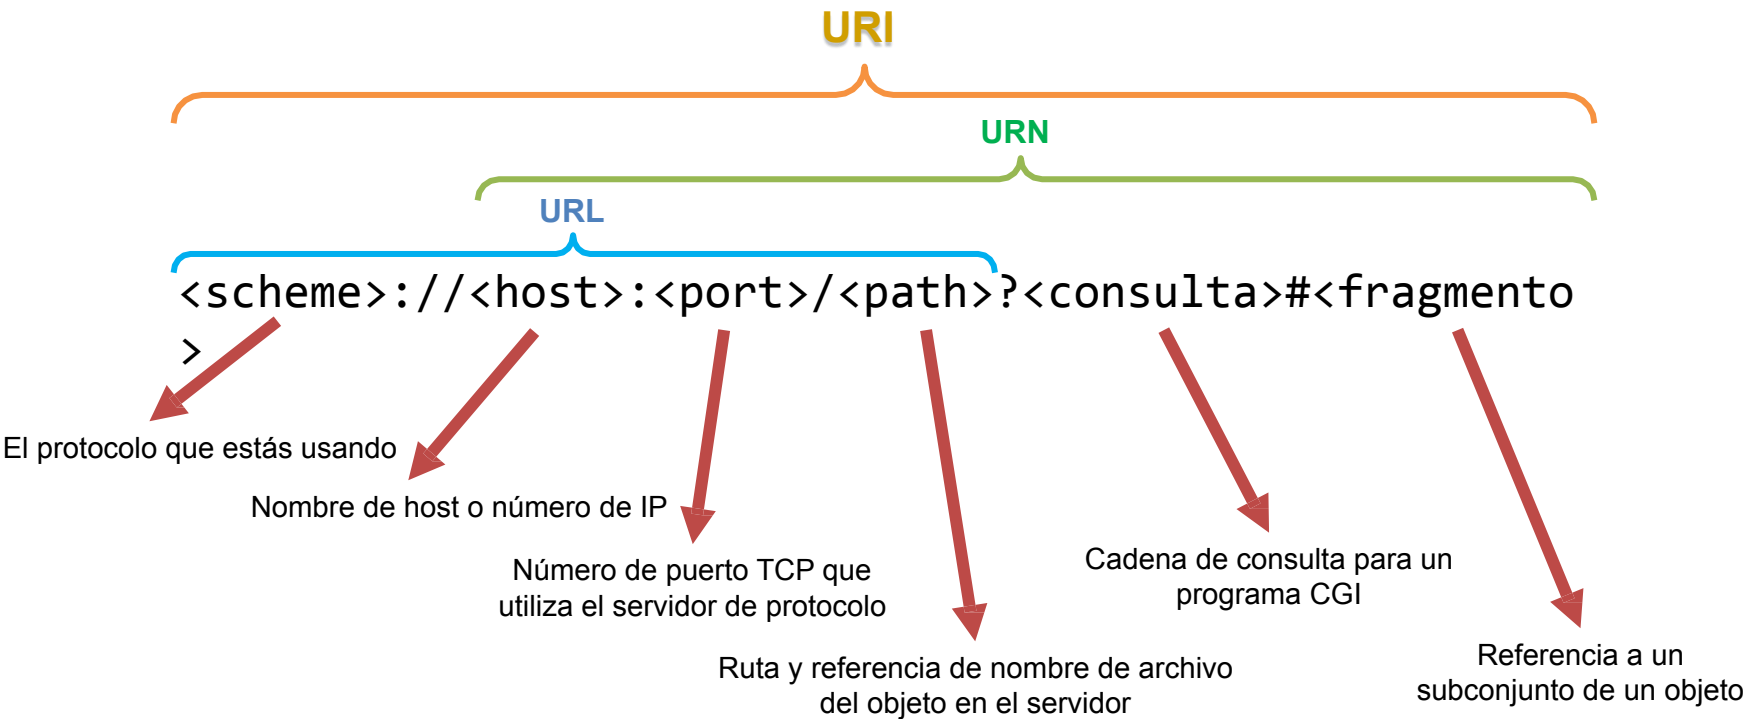 URI
URN
URL
<scheme>://<host>:<port>/<path>?<consulta>#<fragmento
>
El protocolo que estás usando
Nombre de host o número de IP
Número de puerto TCP que
utiliza el servidor de protocolo
Ruta y referencia de nombre de archivo
del objeto en el servidor
Cadena de consulta para un
programa CGI
Referencia a un
subconjunto de un objeto